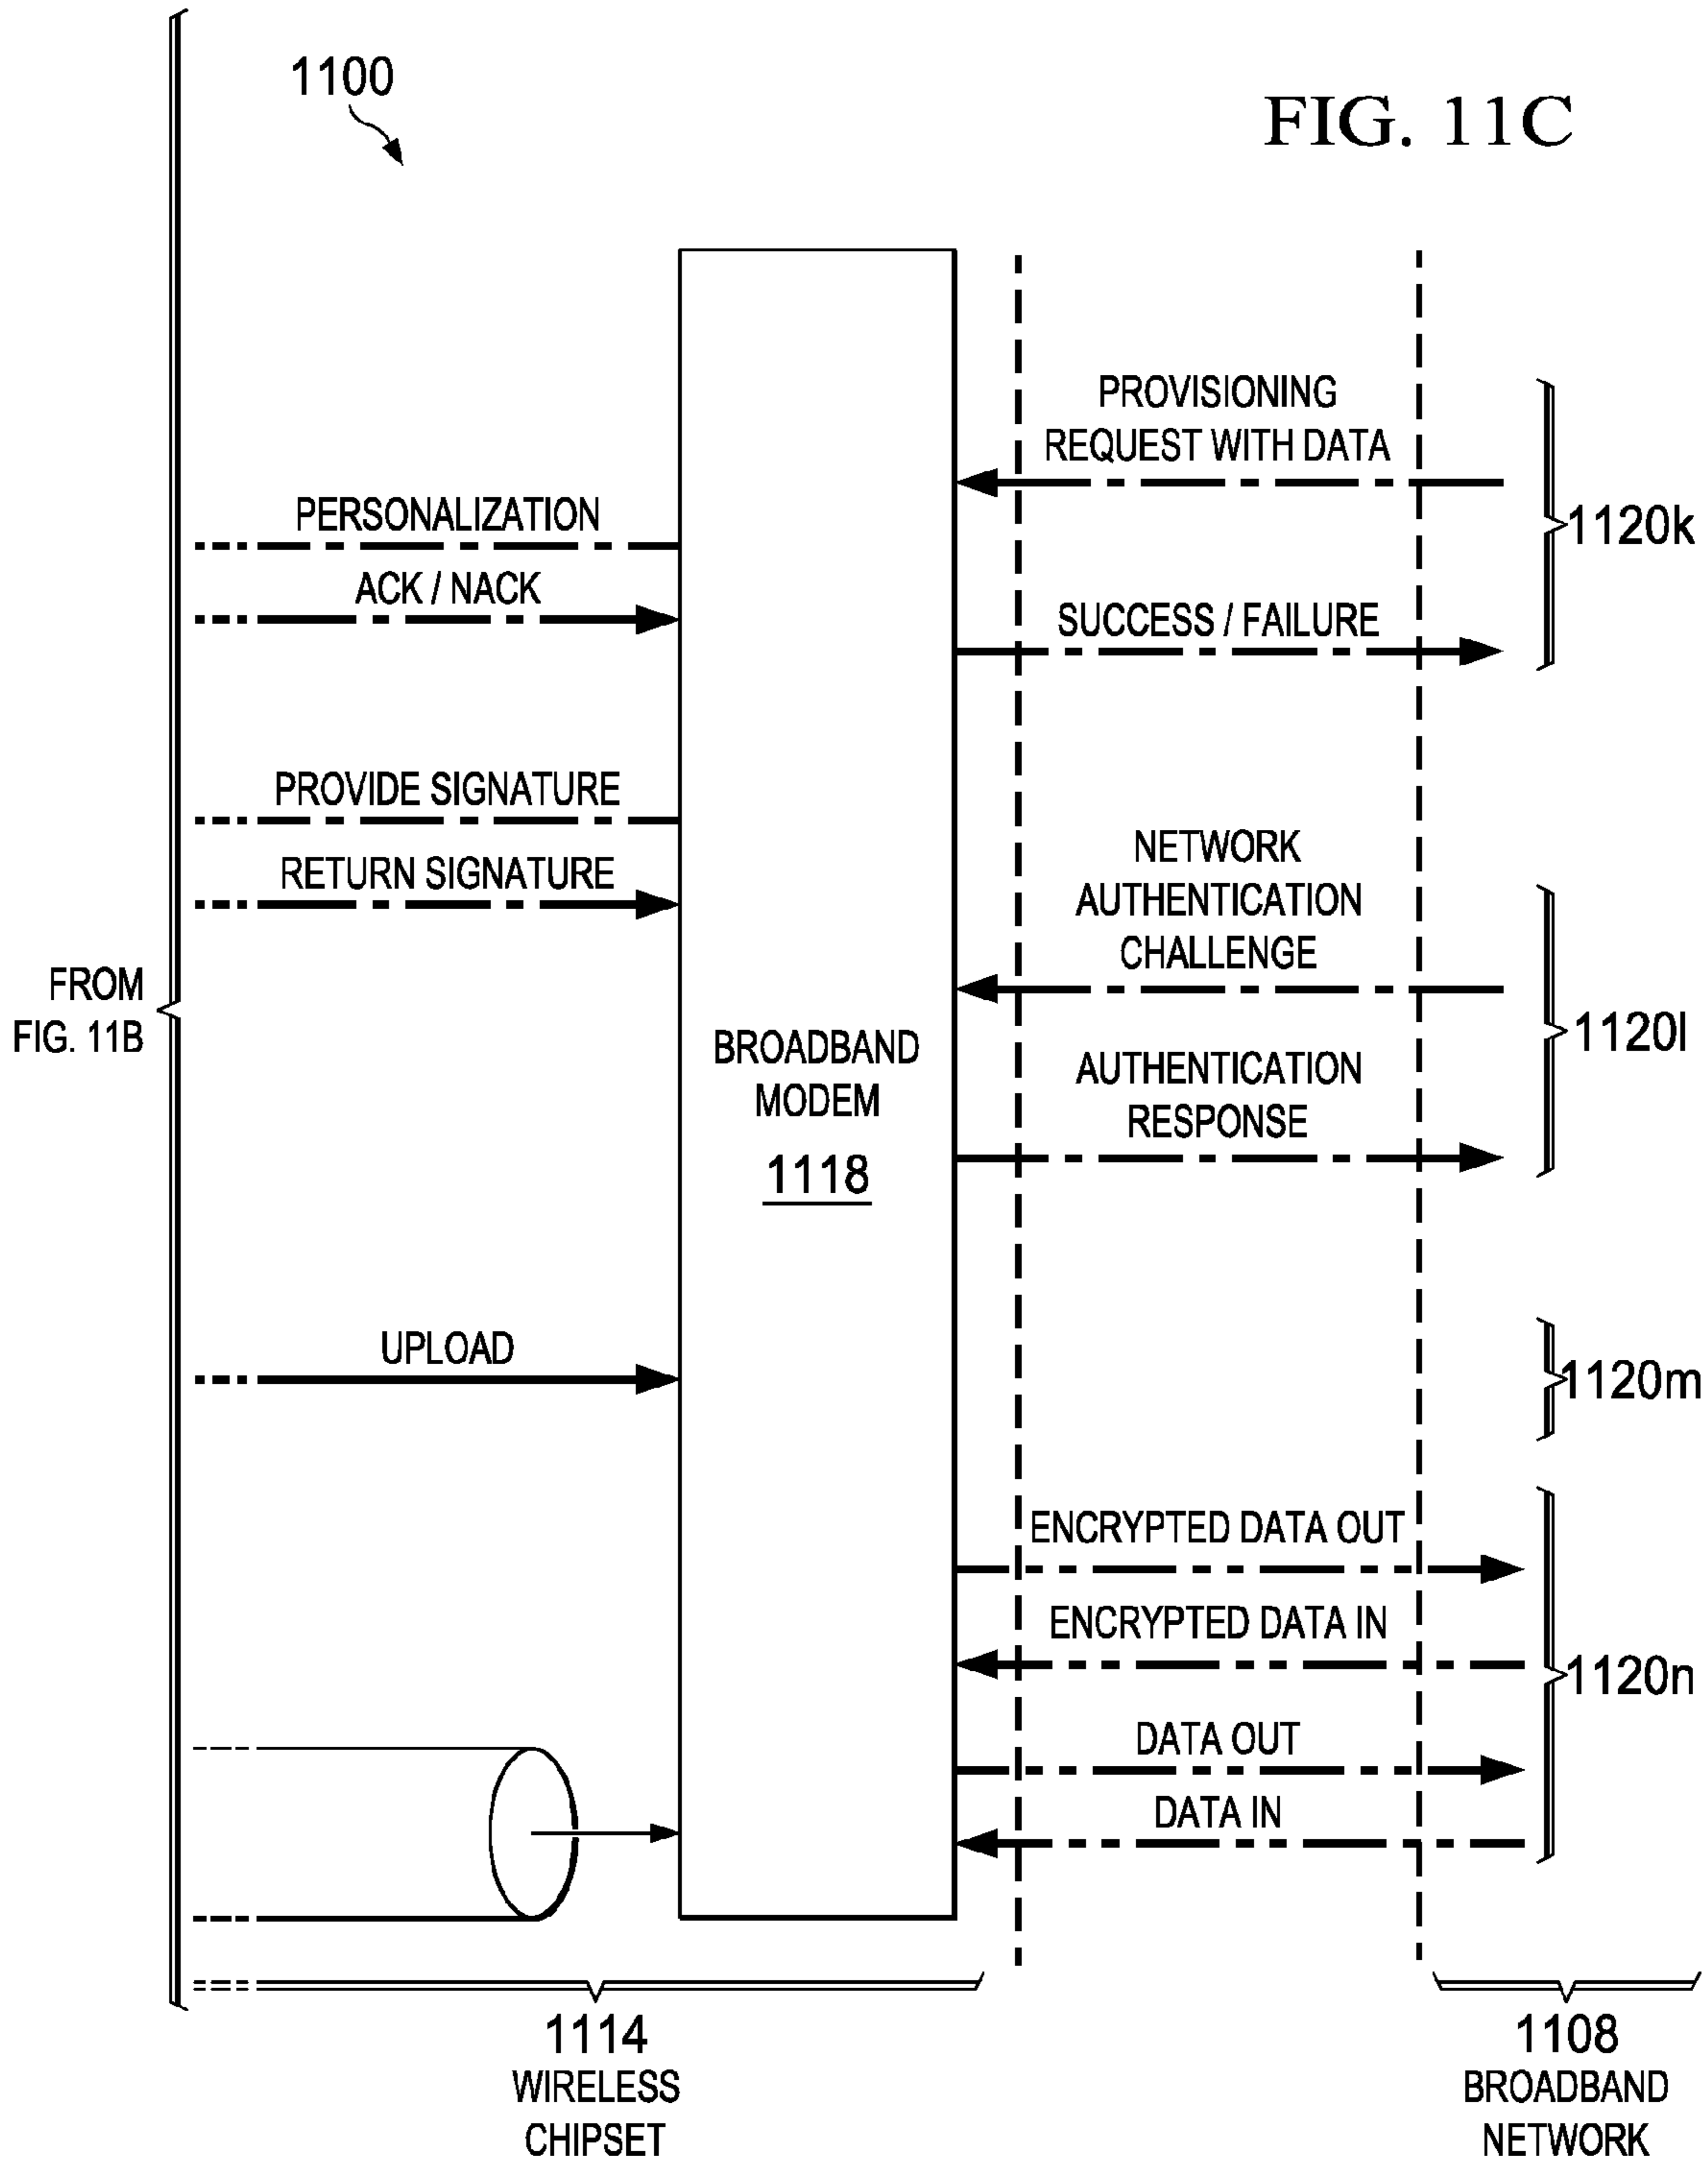 1100
FIG. 11C
PROVISIONING
REQUEST WITH DATA
1120k
PERSONALIZATION
ACK / NACK
SUCCESS / FAILURE
PROVIDE SIGNATURE
RETURN SIGNATURE
NETWORK
AUTHENTICATION
CHALLENGE
FROM
FIG. 11B
1120l
BROADBAND
MODEM
1118
AUTHENTICATION
RESPONSE
UPLOAD
1120m
ENCRYPTED DATA OUT
ENCRYPTED DATA IN
1120n
DATA OUT
DATA IN
1114
WIRELESS
CHIPSET
1108
BROADBAND
NETWORK